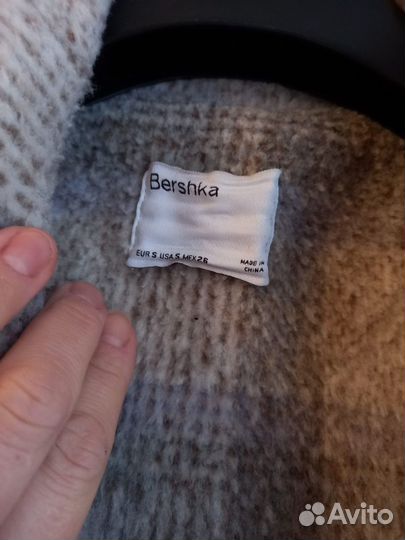 Bershka
EUR S USA S MEX 26
MADE IN
CHINA
Avito